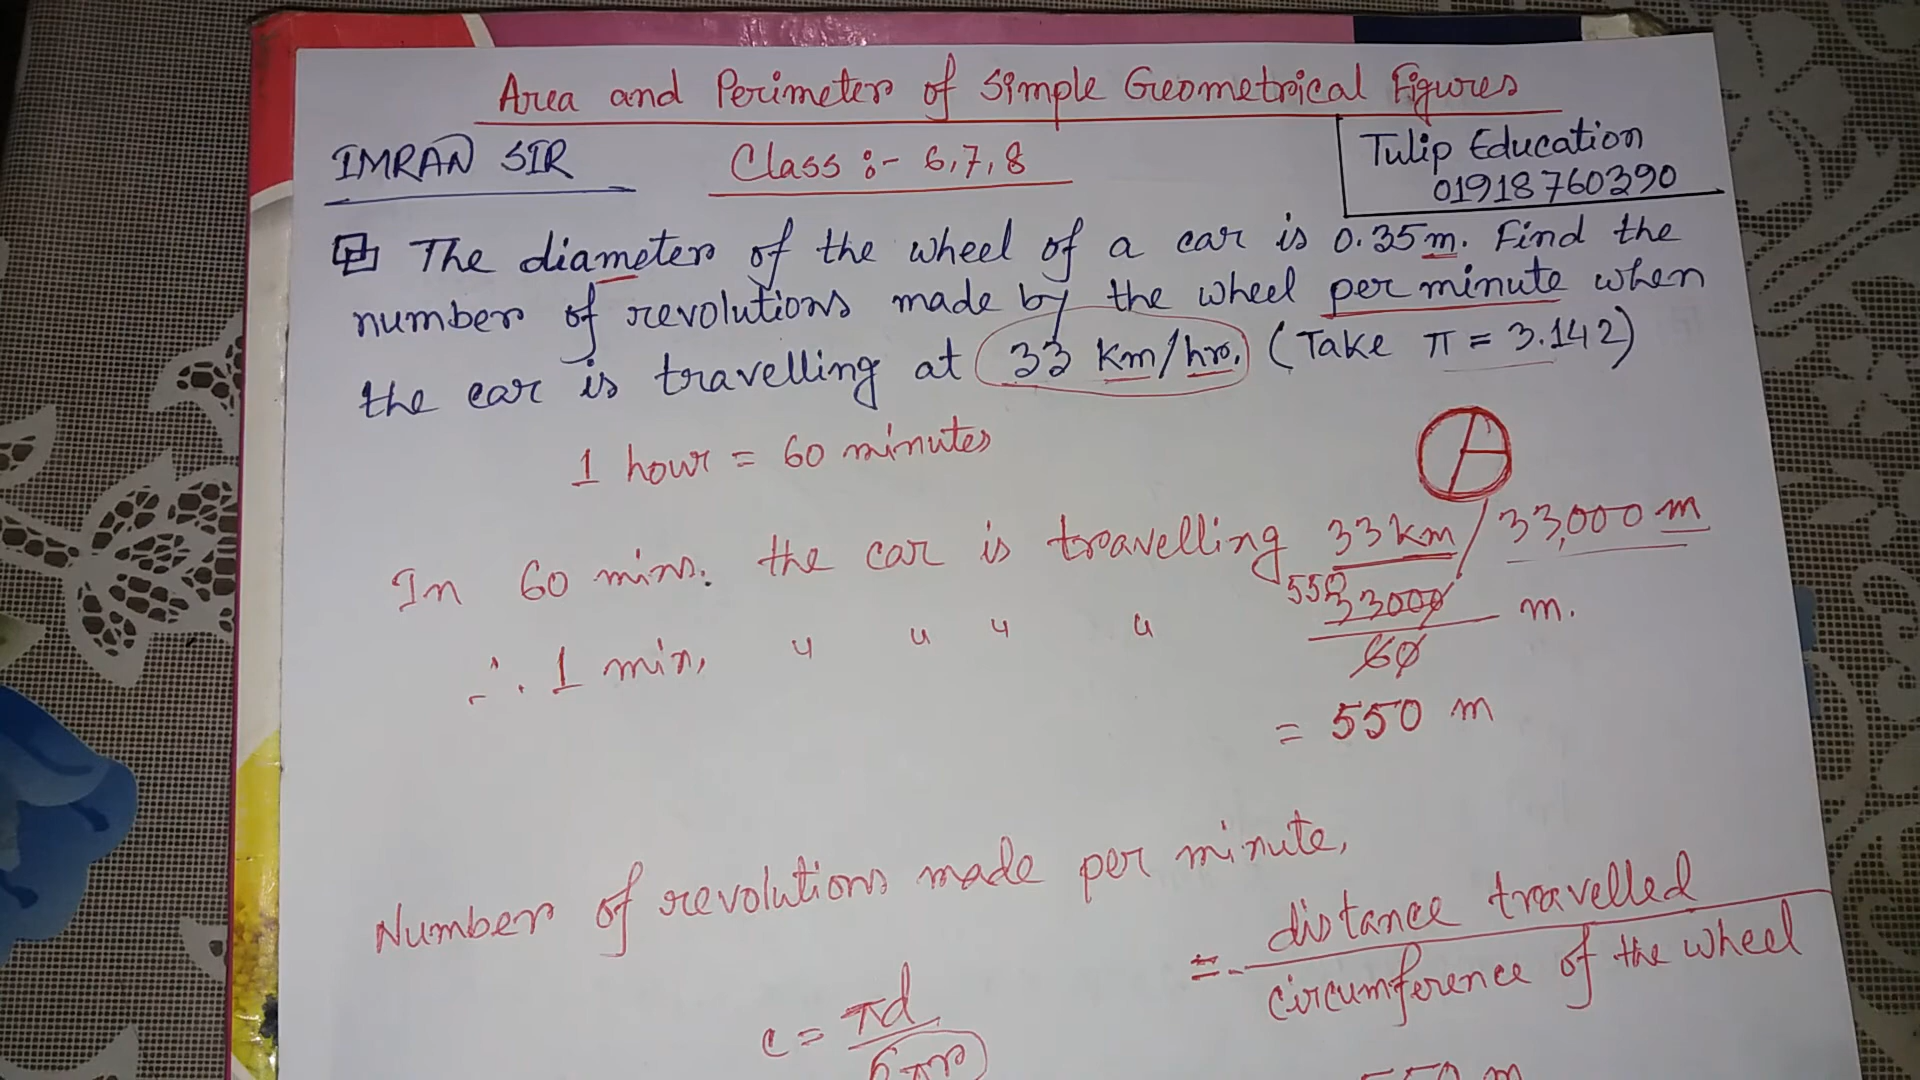 Area and Perimeter of Simple Geometrical Figures
IMRAN SIR
Class :- 6,7,8
Tulip Education
01918760390
The diameter of the wheel of a car is 0.35m. Find the
number of revolutions made by the wheel per minute when
the car is travelling at 33 km/hr. (Take π = 3.142)
1 hour = 60 minutes
In 60 mins. the car is travelling 33 km / 33,000 m
∴ 1 min, " " " " 33000/60 m.
550
= 550 m
Number of revolutions made per minute,
= distance travelled / circumference of the wheel
c = πd
550 m